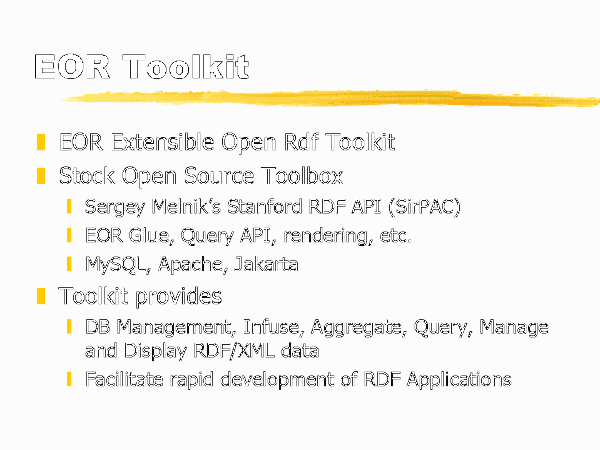 EOR Toolkit
EOR Extensible Open Rdf Toolkit
Stock Open Source Toolbox
Sergey Melnik's Stanford RDF API (SirPAC)
EOR Glue, Query API, rendering, etc.
MySQL, Apache, Jakarta
Toolkit provides
DB Management, Infuse, Aggregate, Query, Manage
and Display RDF/XML data
Facilitate rapid development of RDF Applications